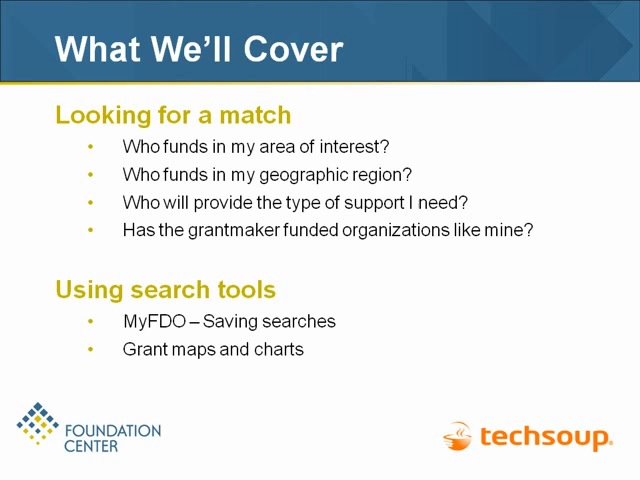 What We'll Cover
Looking for a match
• Who funds in my area of interest?
• Who funds in my geographic region?
• Who will provide the type of support I need?
• Has the grantmaker funded organizations like mine?
Using search tools
• MyFDO – Saving searches
• Grant maps and charts
FOUNDATION
CENTER
techsoup®